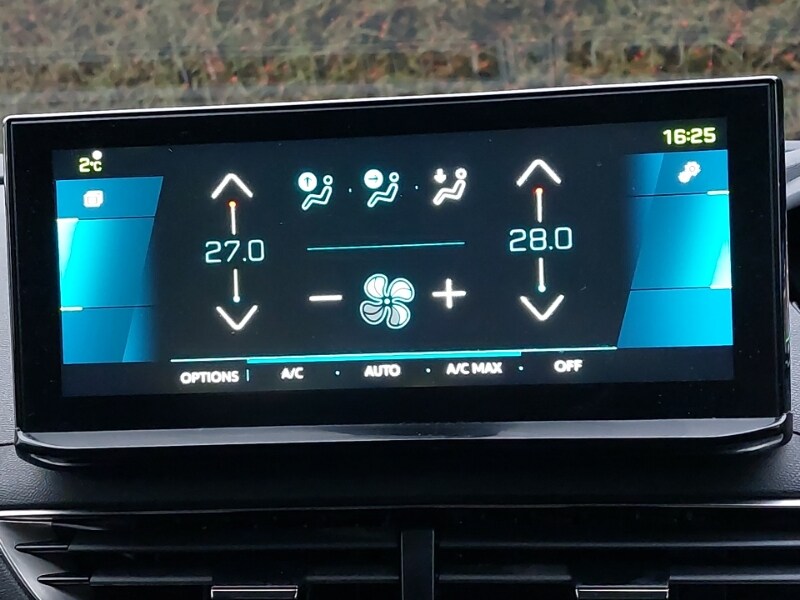 2°C
16:25
27.0
28.0
OPTIONS A/C AUTO A/C MAX OFF